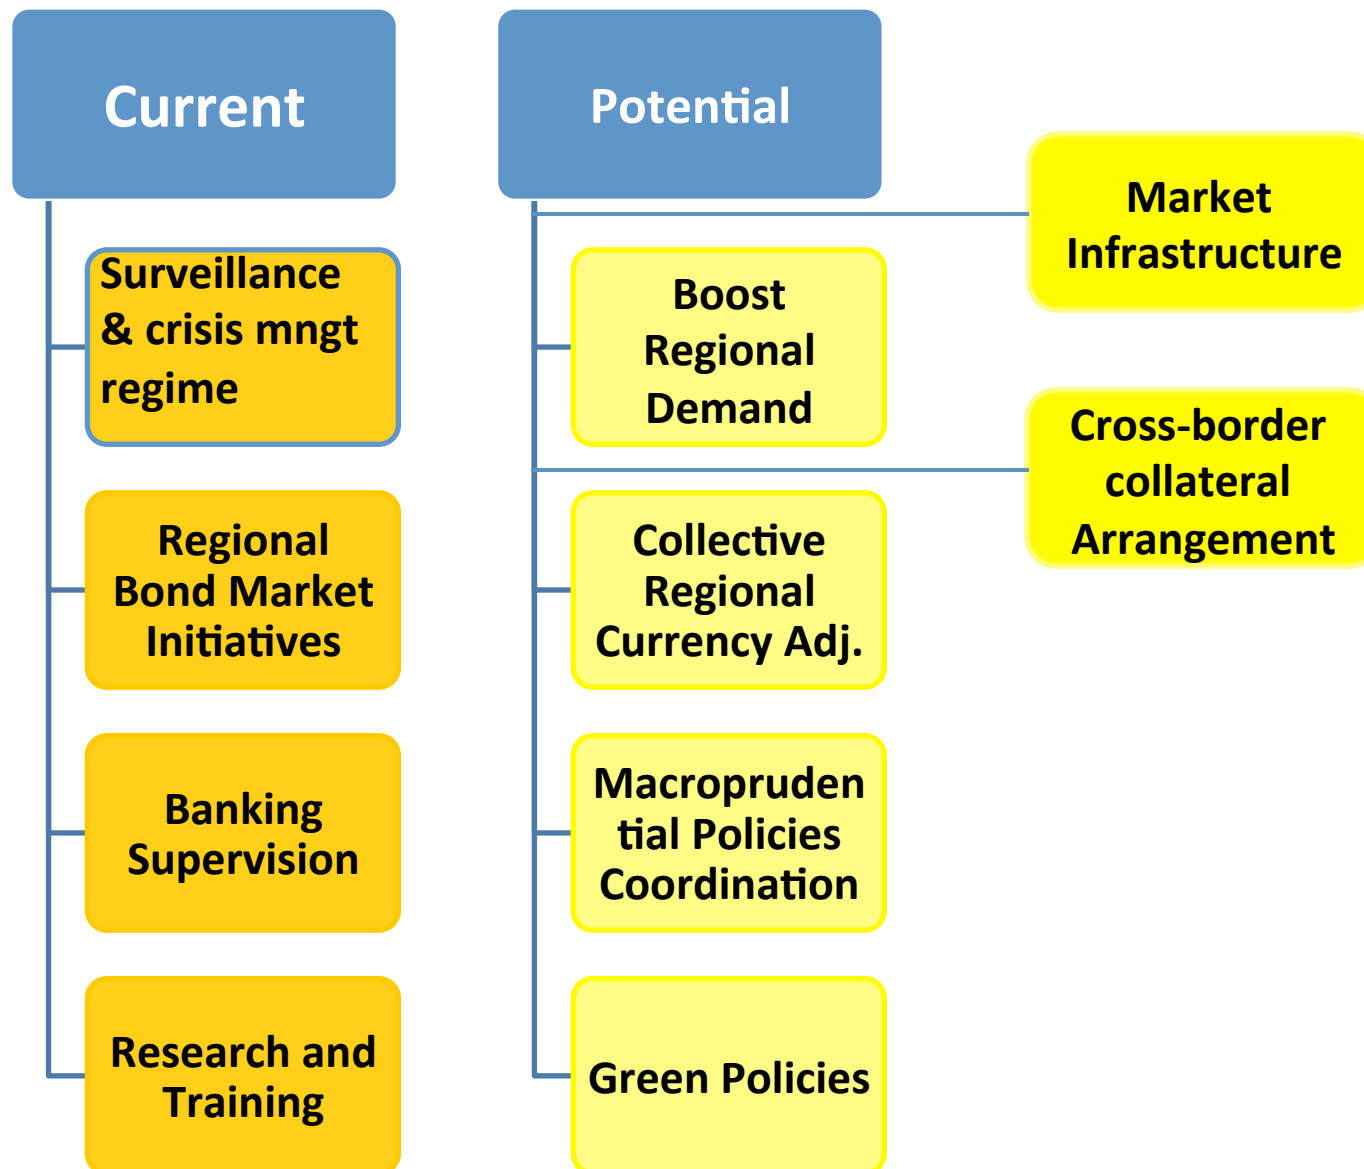 Current
Surveillance
& crisis mngt
regime
Regional
Bond Market
Initiatives
Banking
Supervision
Research and
Training
Potential
Boost
Regional
Demand
Collective
Regional
Currency Adj.
Macropruden
tial Policies
Coordination
Green Policies
Market
Infrastructure
Cross-border
collateral
Arrangement